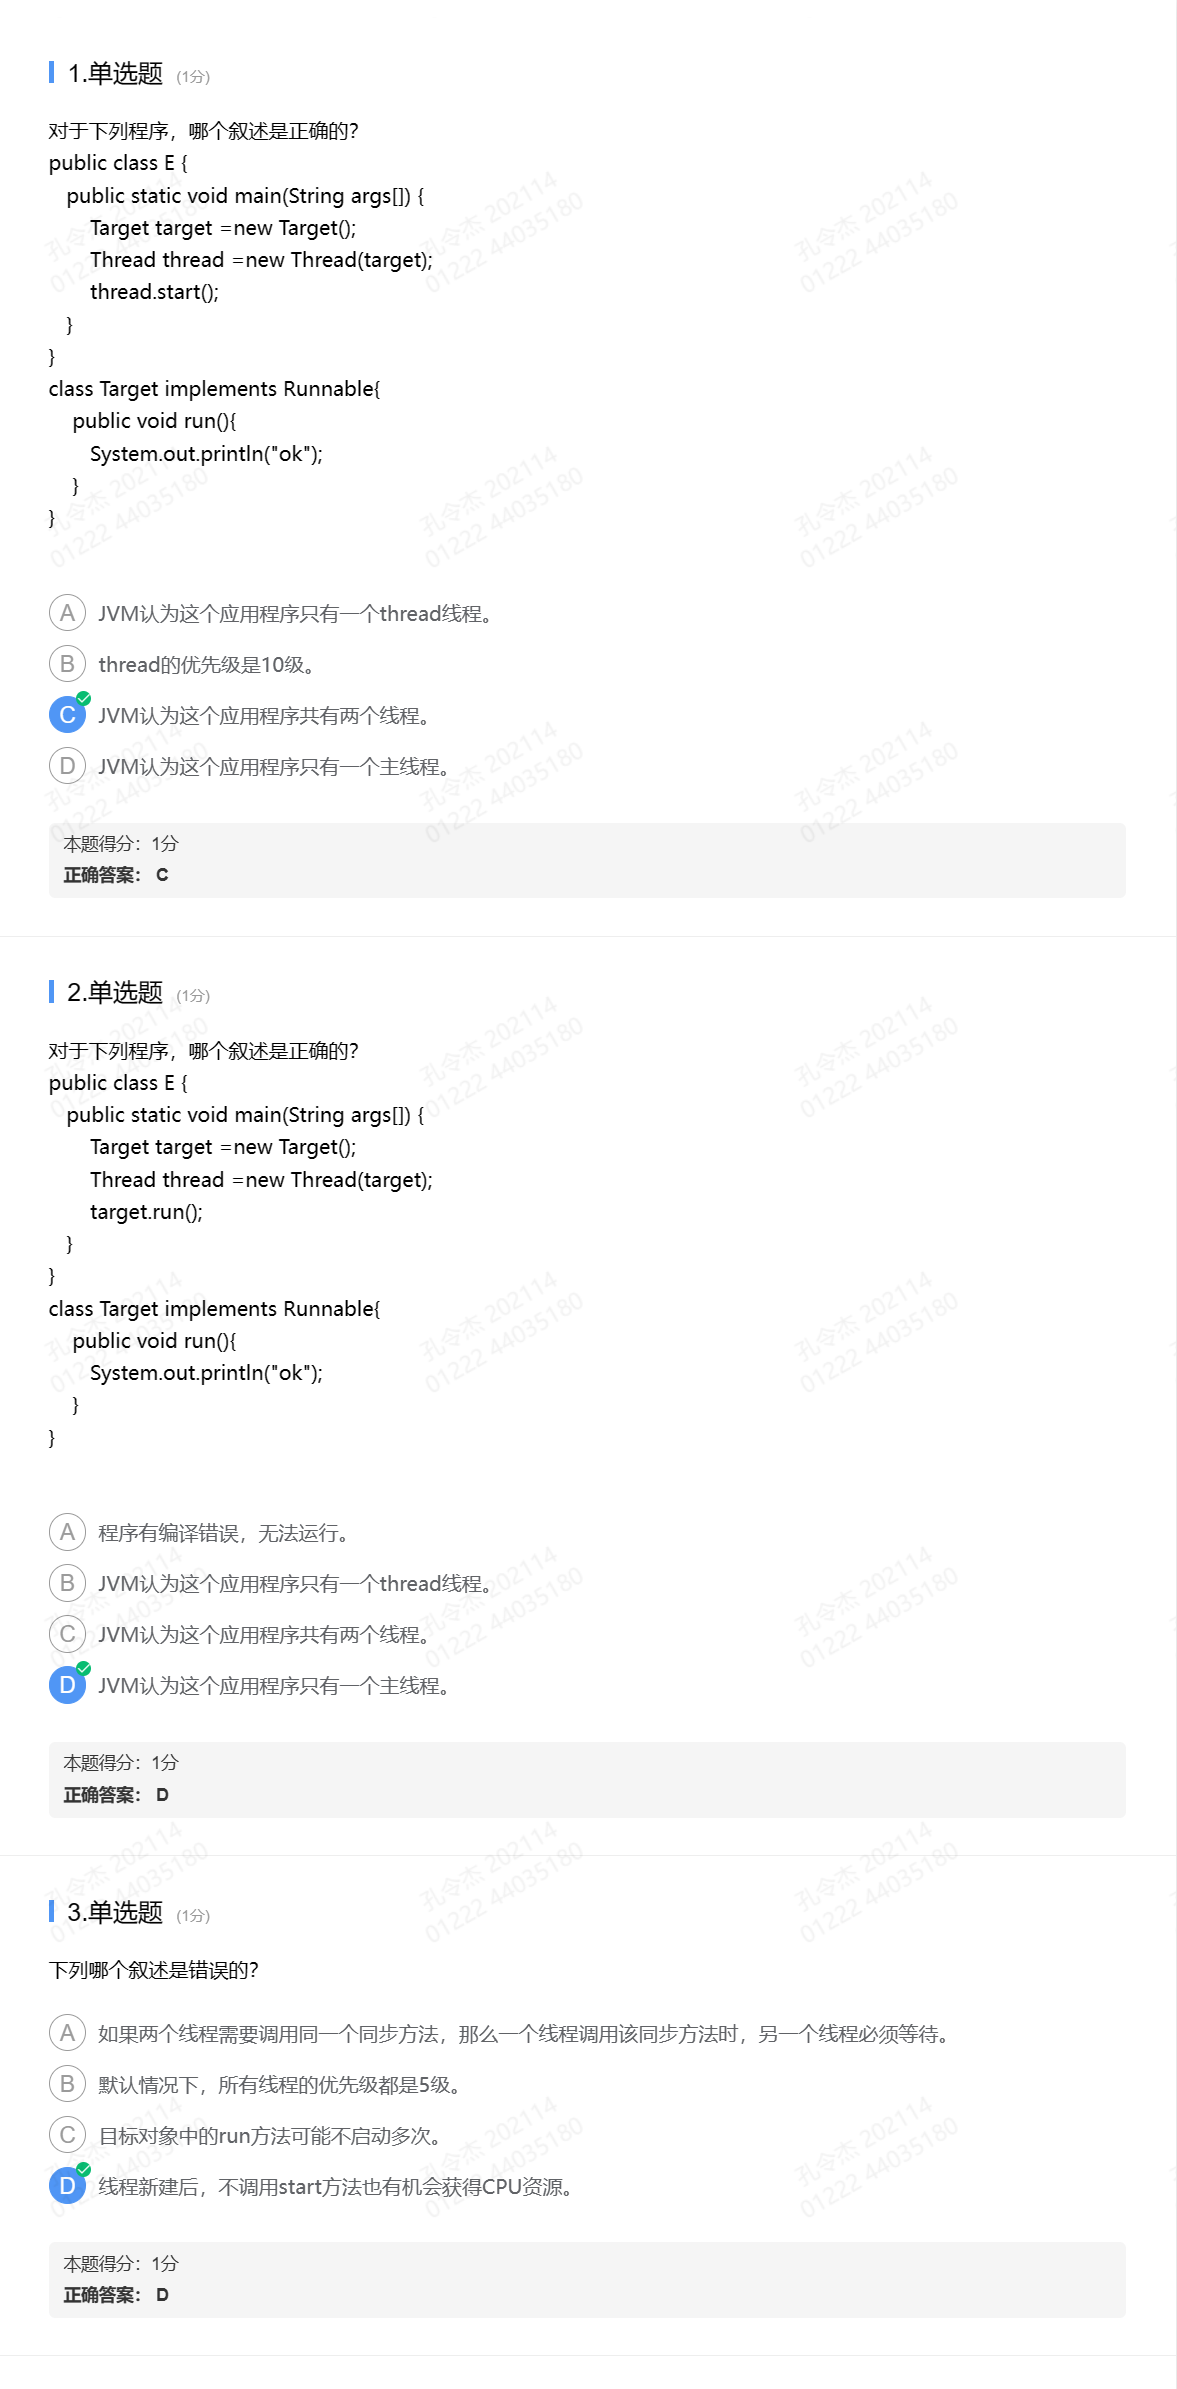 1.单选题 (1分)
对于下列程序，哪个叙述是正确的？
public class E {
public static void main(String args[]) {
Target target =new Target();
Thread thread =new Thread(target);
thread.start();
}
}
class Target implements Runnable{
public void run(){
System.out.println("ok");
}
}
A JVM认为这个应用程序只有一个thread线程。
B thread的优先级是10级。
C JVM认为这个应用程序共有两个线程。
D JVM认为这个应用程序只有一个主线程。
本题得分：1分
正确答案： C
2.单选题 (1分)
对于下列程序，哪个叙述是正确的？
public class E {
public static void main(String args[]) {
Target target =new Target();
Thread thread =new Thread(target);
target.run();
}
}
class Target implements Runnable{
public void run(){
System.out.println("ok");
}
}
A 程序有编译错误，无法运行。
B JVM认为这个应用程序只有一个thread线程。
C JVM认为这个应用程序共有两个线程。
D JVM认为这个应用程序只有一个主线程。
本题得分：1分
正确答案： D
3.单选题 (1分)
下列哪个叙述是错误的？
A 如果两个线程需要调用同一个同步方法，那么一个线程调用该同步方法时，另一个线程必须等待。
B 默认情况下，所有线程的优先级都是5级。
C 目标对象中的run方法可能不启动多次。
D 线程新建后，不调用start方法也有机会获得CPU资源。
本题得分：1分
正确答案： D
孔令杰 202114
01222 44035180